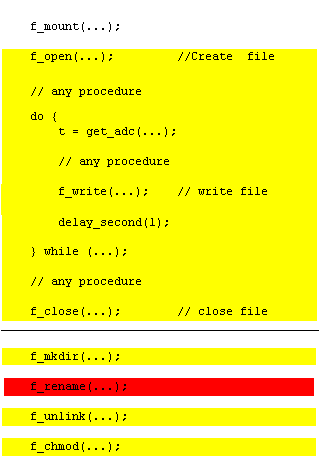 f_mount(...);
f_open(...); //Create file
// any procedure
do {
t = get_adc(...);
// any procedure
f_write(...); // write file
delay_second(1);
} while (...);
// any procedure
f_close(...); // close file
f_mkdir(...);
f_rename(...);
f_unlink(...);
f_chmod(...);